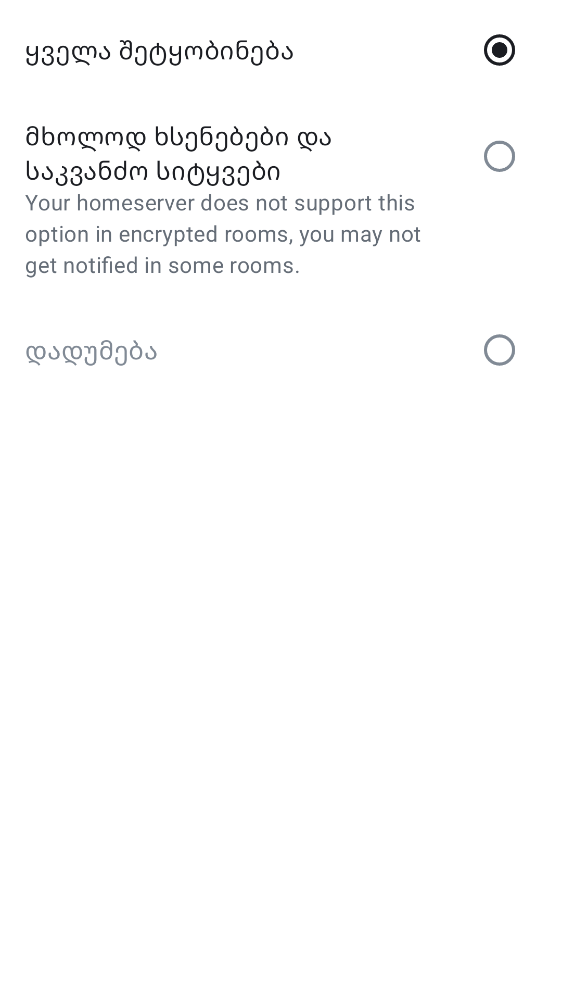 ყველა შეტყობინება
მხოლოდ ხსენებები და
საკვანძო სიტყვები
Your homeserver does not support this
option in encrypted rooms, you may not
get notified in some rooms.
დადუმება